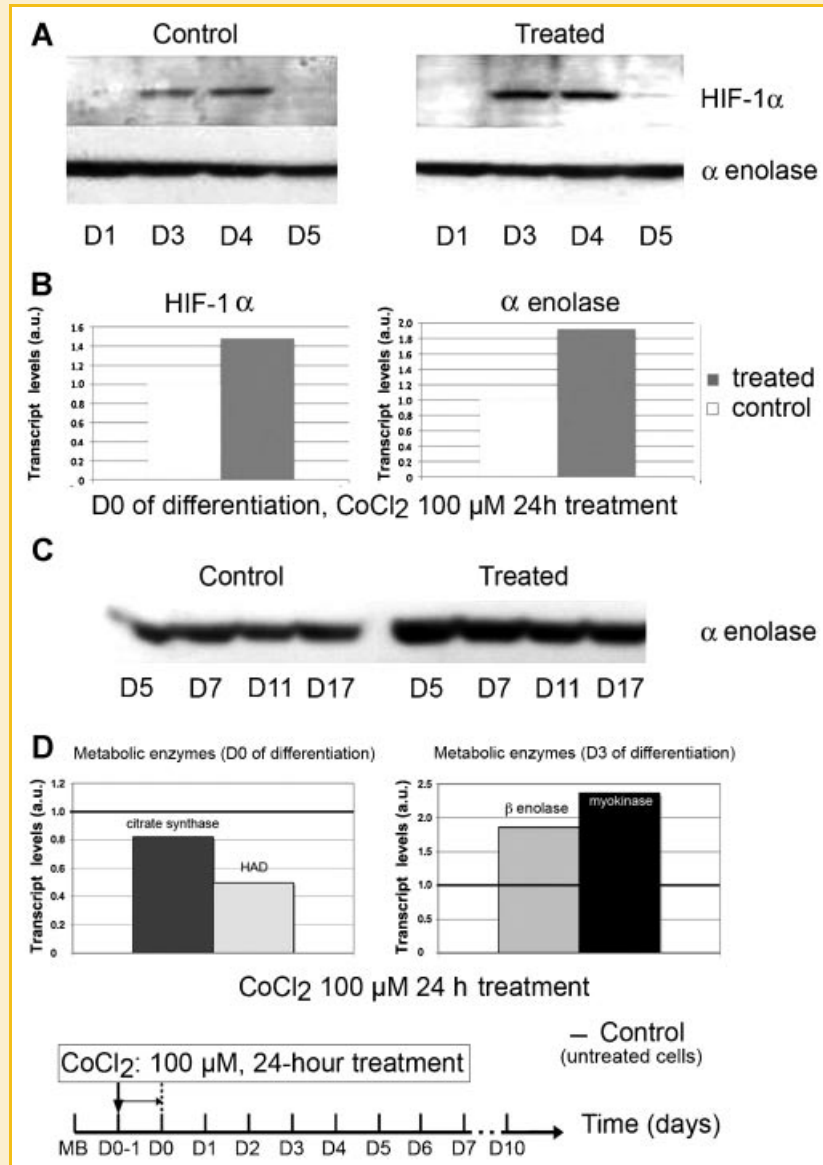 A
Control Treated
HIF-1α
α enolase
D1 D3 D4 D5 D1 D3 D4 D5
B
HIF-1 α α enolase
Transcript levels (a.u.)
1.6
1.4
1.2
1.0
0.8
0.6
0.4
0.2
0
Transcript levels (a.u.)
2.0
1.8
1.6
1.4
1.2
1.0
0.8
0.6
0.4
0.2
0
treated
control
D0 of differentiation, CoCl2 100 µM 24h treatment
C
Control Treated
α enolase
D5 D7 D11 D17 D5 D7 D11 D17
D
Metabolic enzymes (D0 of differentiation) Metabolic enzymes (D3 of differentiation)
Transcript levels (a.u.)
1.2
1.0
0.8
0.6
0.4
0.2
0
citrate synthase
HAD
Transcript levels (a.u.)
2.5
2.0
1.5
1.0
0.5
0
β enolase
myokinase
CoCl2 100 µM 24 h treatment
– Control
(untreated cells)
CoCl2: 100 µM, 24-hour treatment
Time (days)
MB D0-1 D0 D1 D2 D3 D4 D5 D6 D7 D10